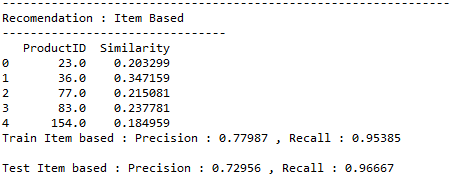 ----------------------------------------------------------------
Recomendation : Item Based
--------------------------------
   ProductID  Similarity
0       23.0    0.203299
1       36.0    0.347159
2       77.0    0.215081
3       83.0    0.237781
4      154.0    0.184959
Train Item based : Precision : 0.77987 , Recall : 0.95385
Test Item based : Precision : 0.72956 , Recall : 0.96667